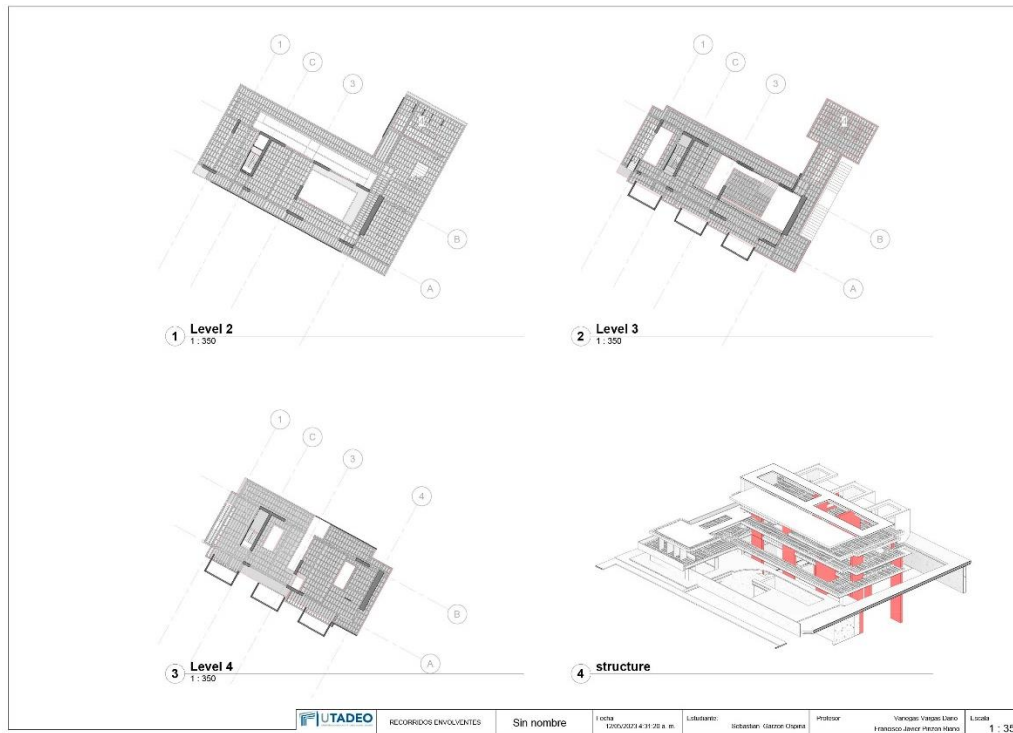 1
C
3
B
A
1 Level 2
1 : 350
1
C
3
B
A
2 Level 3
1 : 350
1
C
3
4
B
A
3 Level 4
1 : 350
4 structure
UTADEO
RECORRIDOS ENVOLVENTES
Sin nombre
Fecha
12/05/2023 4:31:20 a. m.
Estudiante:
Sebastian Garzon Ospina
Profesor
Vanegas Vargas Dario
Francisco Javier Pinzon Riano
Escala
1 : 35